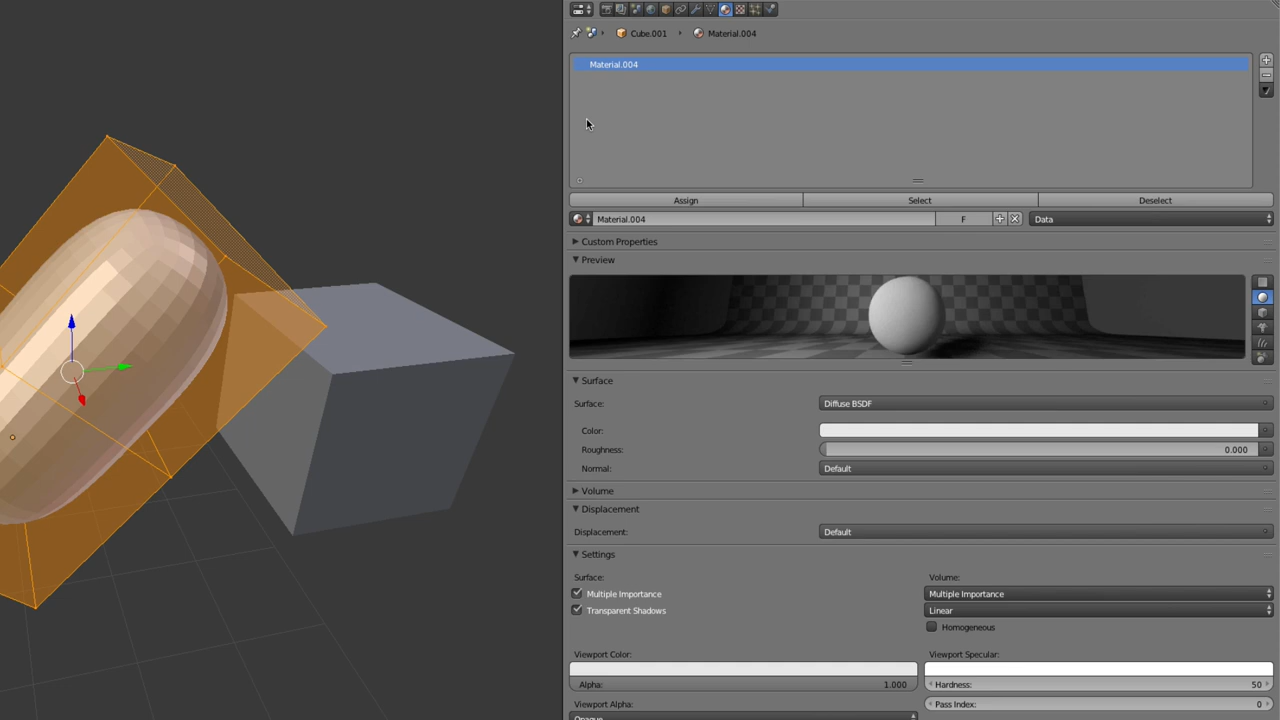 Cube.001 Material.004
Material.004
Assign Select Deselect
Material.004 F Data
Custom Properties
Preview
Surface
Surface: Diffuse BSDF
Color:
Roughness: 0.000
Normal: Default
Volume
Displacement
Displacement: Default
Settings
Surface: Volume:
Multiple Importance Multiple Importance
Transparent Shadows Linear
Homogeneous
Viewport Color: Viewport Specular:
Alpha: 1.000 Hardness: 50
Viewport Alpha: Pass Index: 0
Opaque